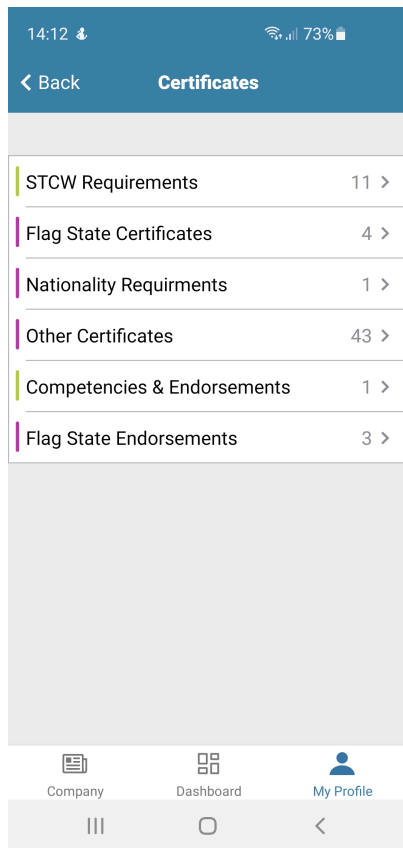 14:12 73%
Back Certificates
STCW Requirements 11
Flag State Certificates 4
Nationality Requirments 1
Other Certificates 43
Competencies & Endorsements 1
Flag State Endorsements 3
Company Dashboard My Profile